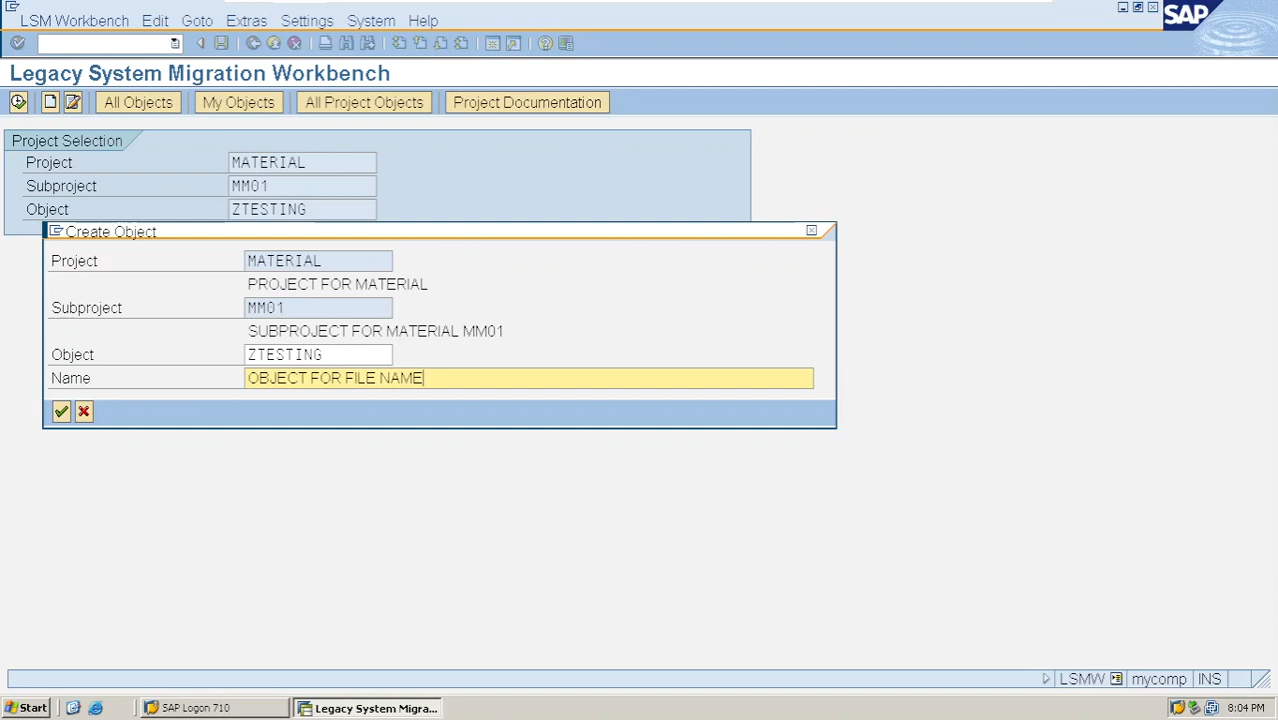 LSM Workbench Edit Goto Extras Settings System Help
SAP
Legacy System Migration Workbench
All Objects My Objects All Project Objects Project Documentation
Project Selection
Project MATERIAL
Subproject MM01
Object ZTESTING
Create Object
Project MATERIAL
PROJECT FOR MATERIAL
Subproject MM01
SUBPROJECT FOR MATERIAL MM01
Object ZTESTING
Name OBJECT FOR FILE NAME
LSMW mycomp INS
Start SAP Logon 710 Legacy System Migra... 8:04 PM